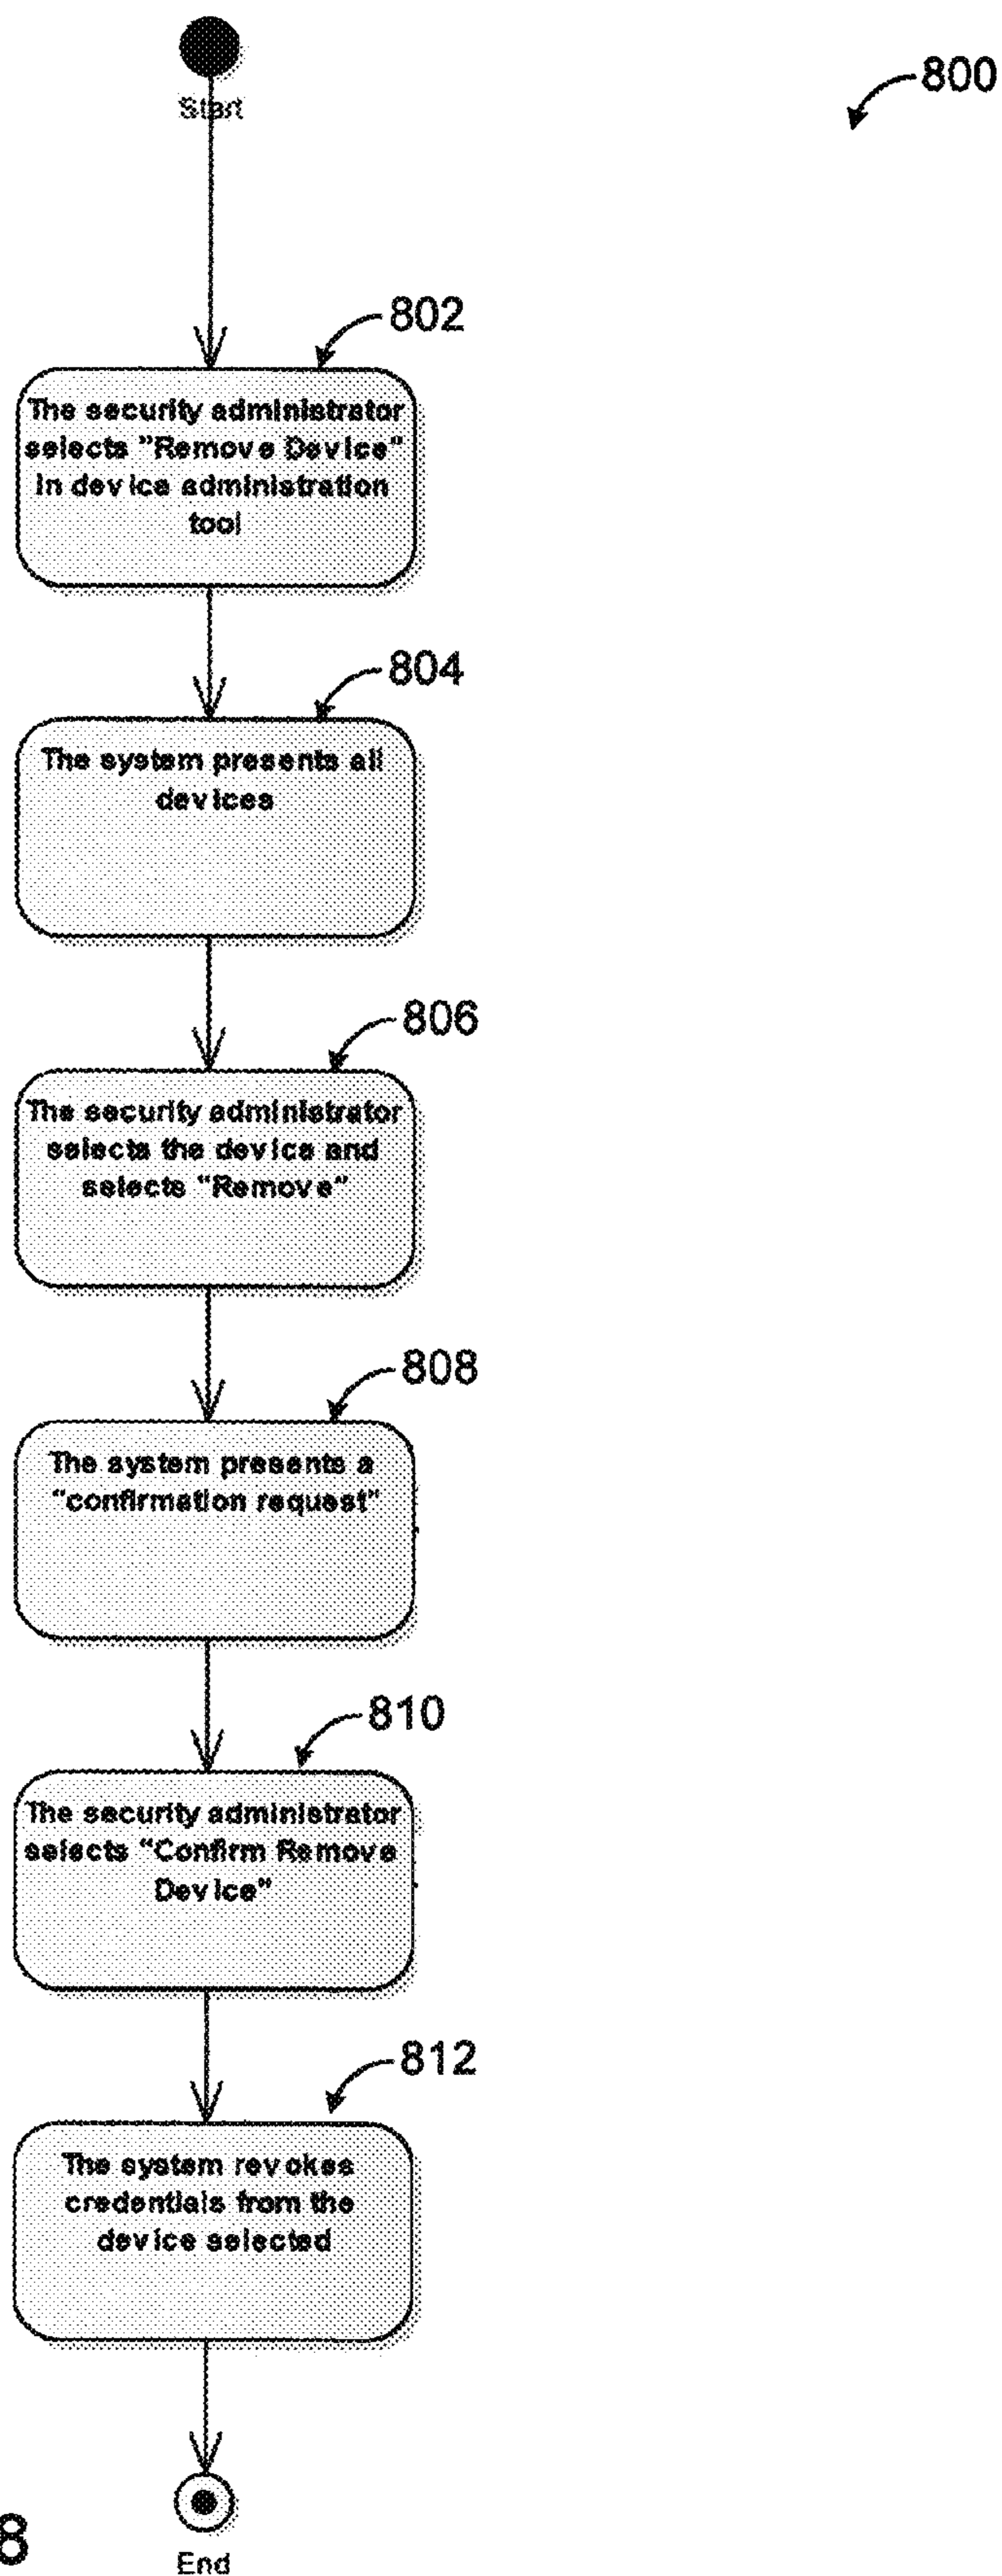 Start
800
802
The security administrator
selects "Remove Device"
in device administration
tool
804
The system presents all
devices
806
The security administrator
selects the device and
selects "Remove"
808
The system presents a
"confirmation request"
810
The security administrator
selects "Confirm Remove
Device"
812
The system revokes
credentials from the
device selected
8
End